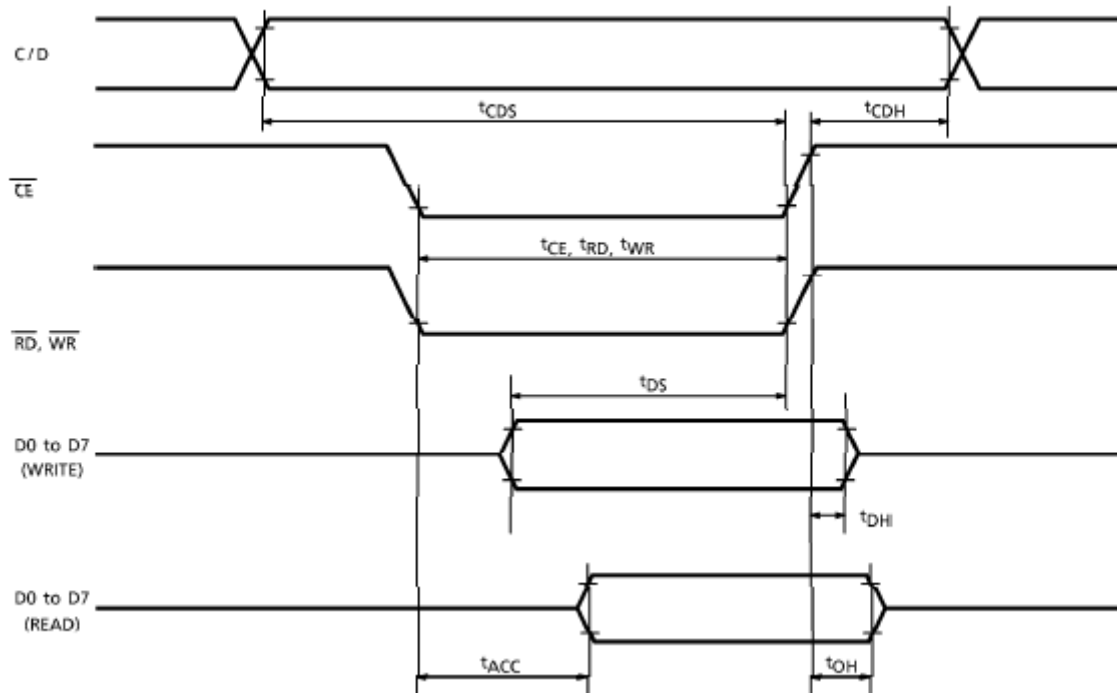 C/D
tCDS
tCDH
CE
tCE, tRD, tWR
RD, WR
tDS
D0 to D7
(WRITE)
tDHI
D0 to D7
(READ)
tACC
tOH